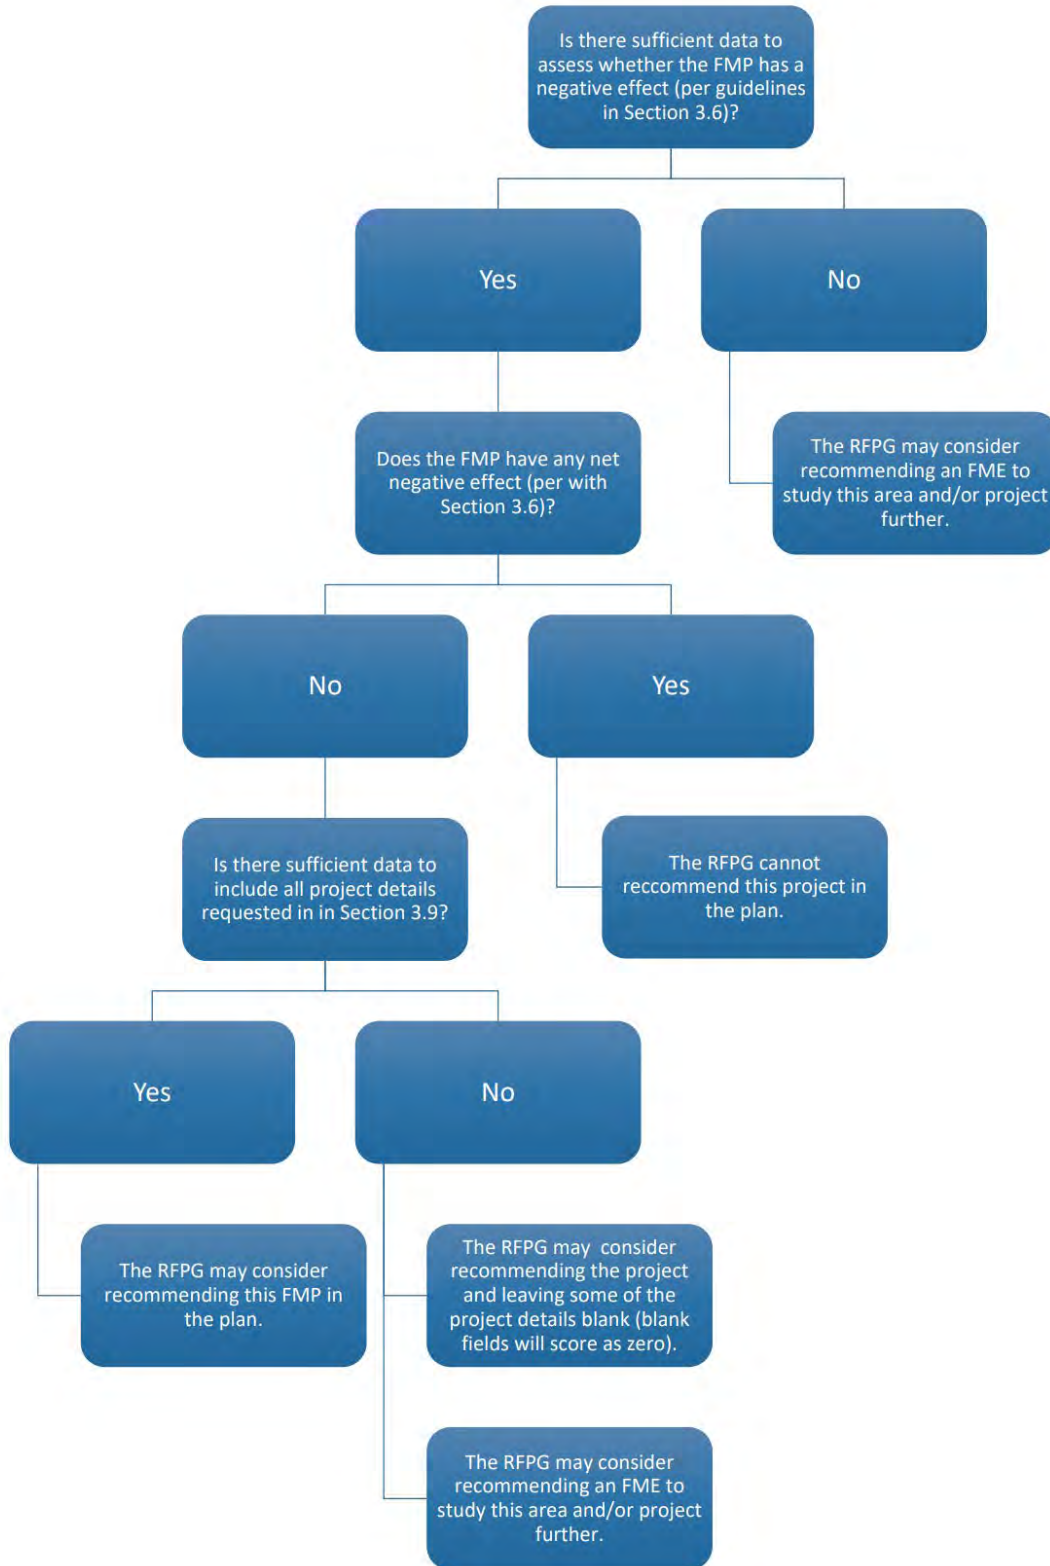 Is there sufficient data to
assess whether the FMP has a
negative effect (per guidelines
in Section 3.6)?
Yes
No
Does the FMP have any net
negative effect (per with
Section 3.6)?
The RFPG may consider
recommending an FME to
study this area and/or project
further.
No
Yes
Is there sufficient data to
include all project details
requested in in Section 3.9?
The RFPG cannot
reccommend this project in
the plan.
Yes
No
The RFPG may consider
recommending this FMP in
the plan.
The RFPG may  consider
recommending the project
and leaving some of the
project details blank (blank
fields will score as zero).
The RFPG may consider
recommending an FME to
study this area and/or project
further.